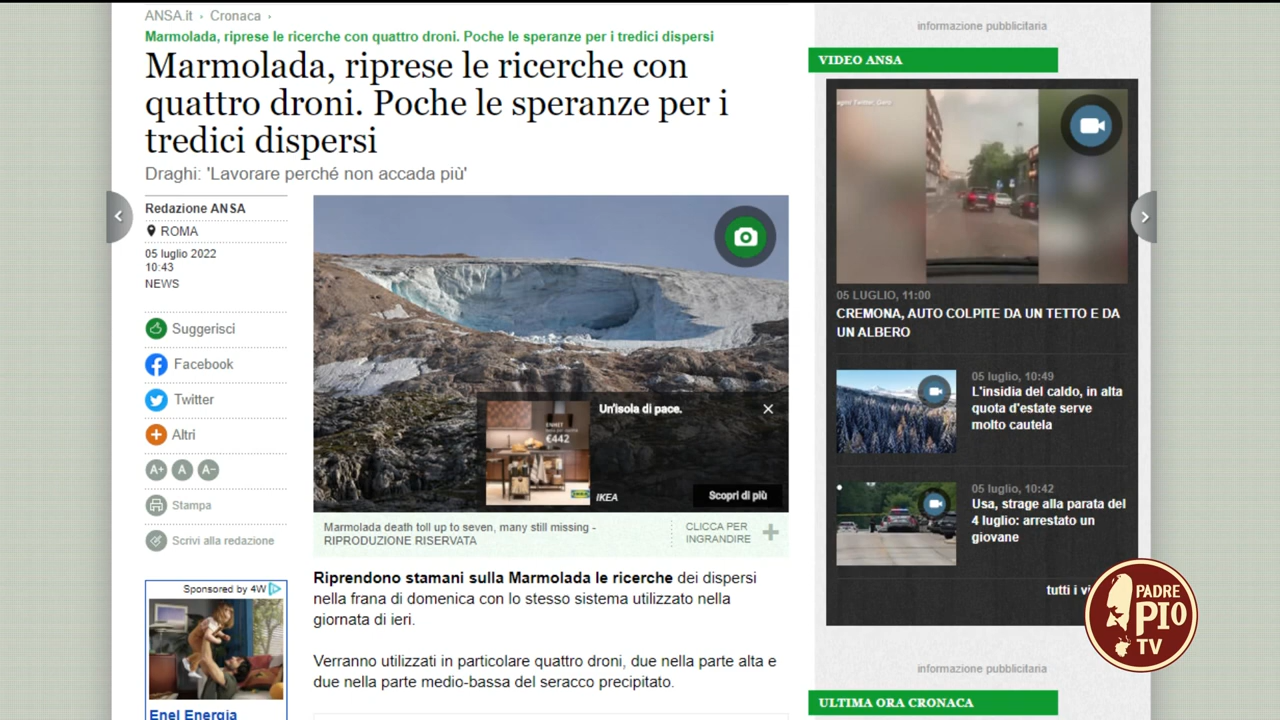 ANSA.it › Cronaca ›
Marmolada, riprese le ricerche con quattro droni. Poche le speranze per i tredici dispersi
Marmolada, riprese le ricerche con
quattro droni. Poche le speranze per i
tredici dispersi
Draghi: 'Lavorare perché non accada più'
Redazione ANSA
ROMA
05 luglio 2022
10:43
NEWS
Suggerisci
Facebook
Twitter
Altri
A+ A A-
Stampa
Scrivi alla redazione
Sponsored by 4W
Enel Energia
Un'isola di pace.
ENHET
€442
IKEA
IKEA
Scopri di più
Marmolada death toll up to seven, many still missing -
RIPRODUZIONE RISERVATA
CLICCA PER
INGRANDIRE
Riprendono stamani sulla Marmolada le ricerche dei dispersi
nella frana di domenica con lo stesso sistema utilizzato nella
giornata di ieri.
Verranno utilizzati in particolare quattro droni, due nella parte alta e
due nella parte medio-bassa del seracco precipitato.
informazione pubblicitaria
VIDEO ANSA
05 LUGLIO, 11:00
CREMONA, AUTO COLPITE DA UN TETTO E DA
UN ALBERO
05 luglio, 10:49
L'insidia del caldo, in alta
quota d'estate serve
molto cautela
05 luglio, 10:42
Usa, strage alla parata del
4 luglio: arrestato un
giovane
tutti i vi
PADRE
PIO
TV
informazione pubblicitaria
ULTIMA ORA CRONACA